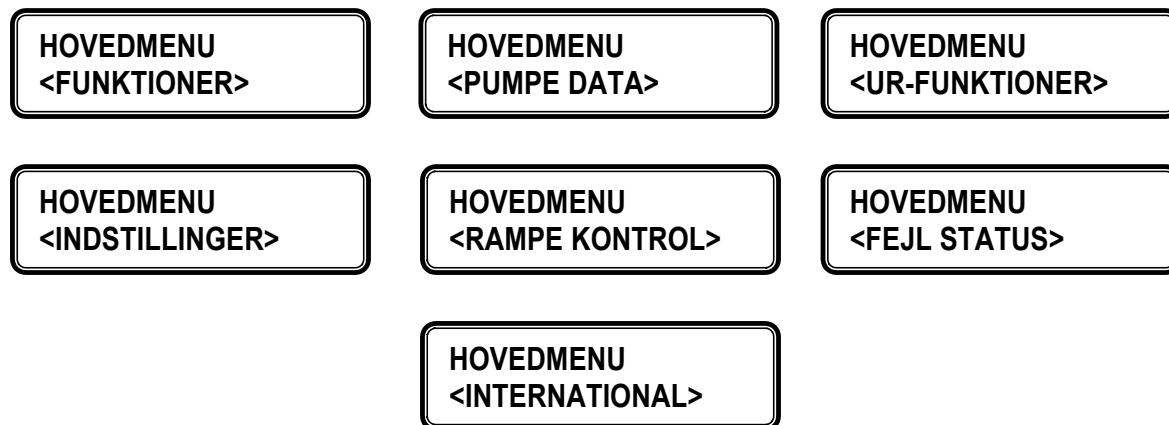 HOVEDMENU
<FUNKTIONER>
HOVEDMENU
<PUMPE DATA>
HOVEDMENU
<UR-FUNKTIONER>
HOVEDMENU
<INDSTILLINGER>
HOVEDMENU
<RAMPE KONTROL>
HOVEDMENU
<FEJL STATUS>
HOVEDMENU
<INTERNATIONAL>